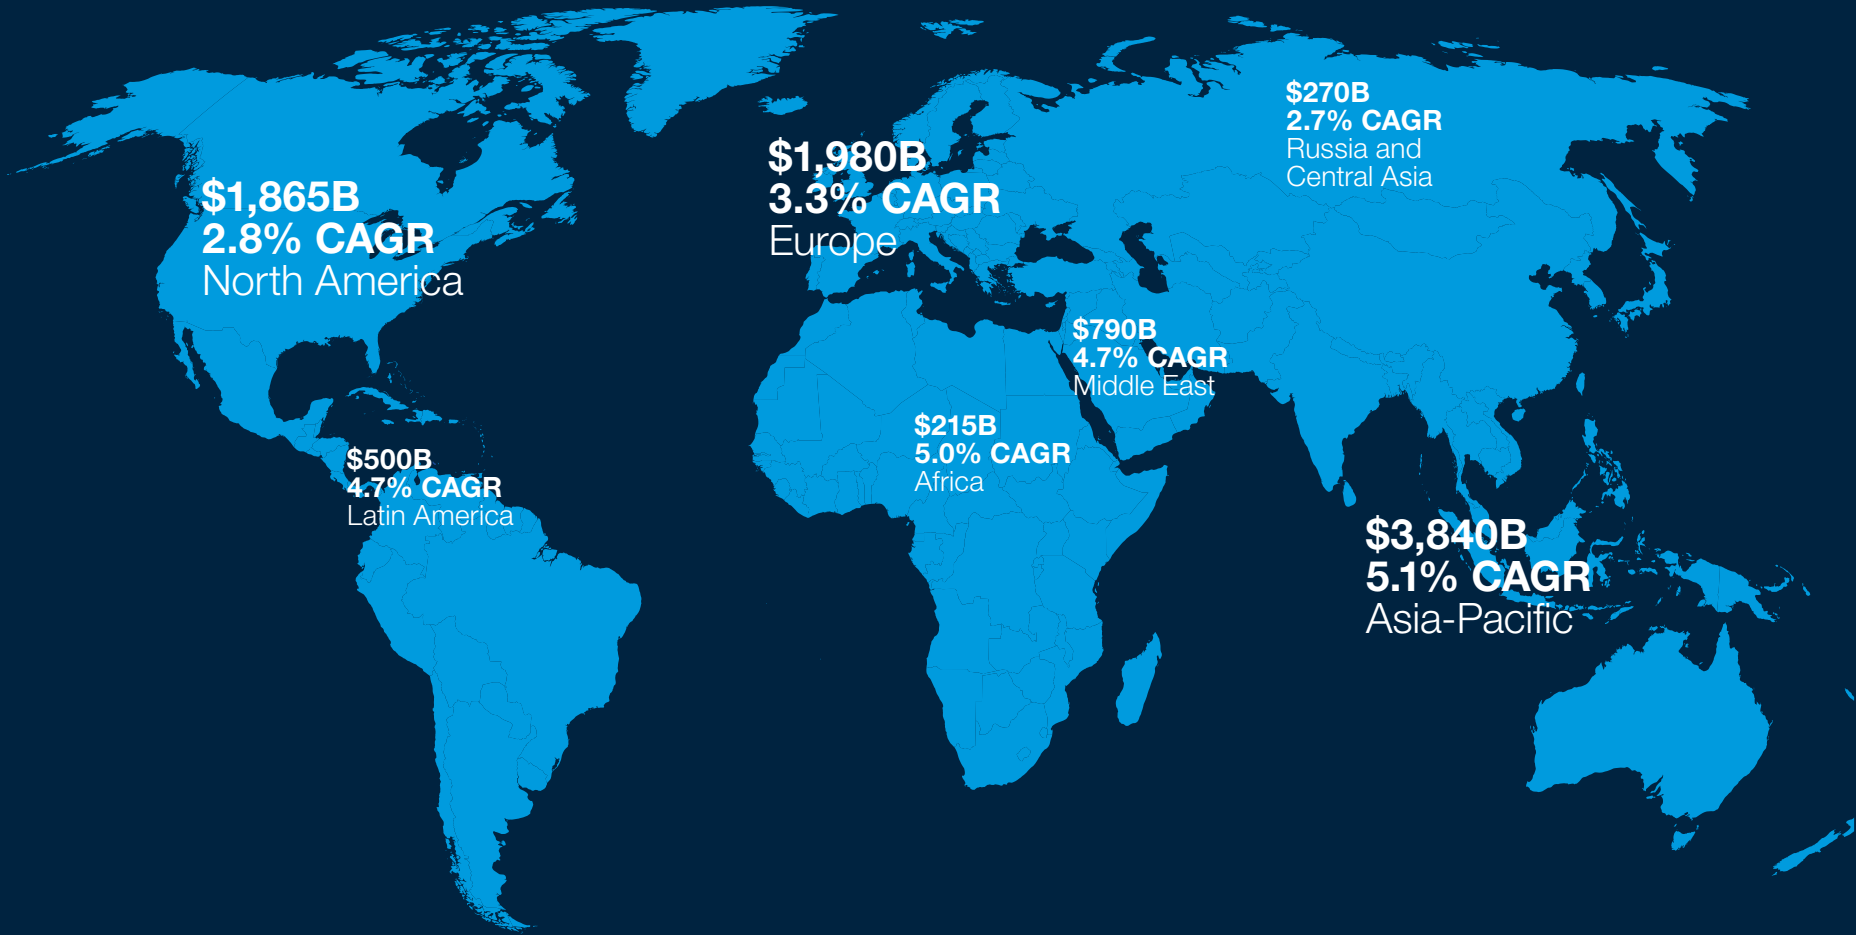 $1,865B
2.8% CAGR
North America
$1,980B
3.3% CAGR
Europe
$270B
2.7% CAGR
Russia and
Central Asia
$790B
4.7% CAGR
Middle East
$500B
4.7% CAGR
Latin America
$215B
5.0% CAGR
Africa
$3,840B
5.1% CAGR
Asia-Pacific